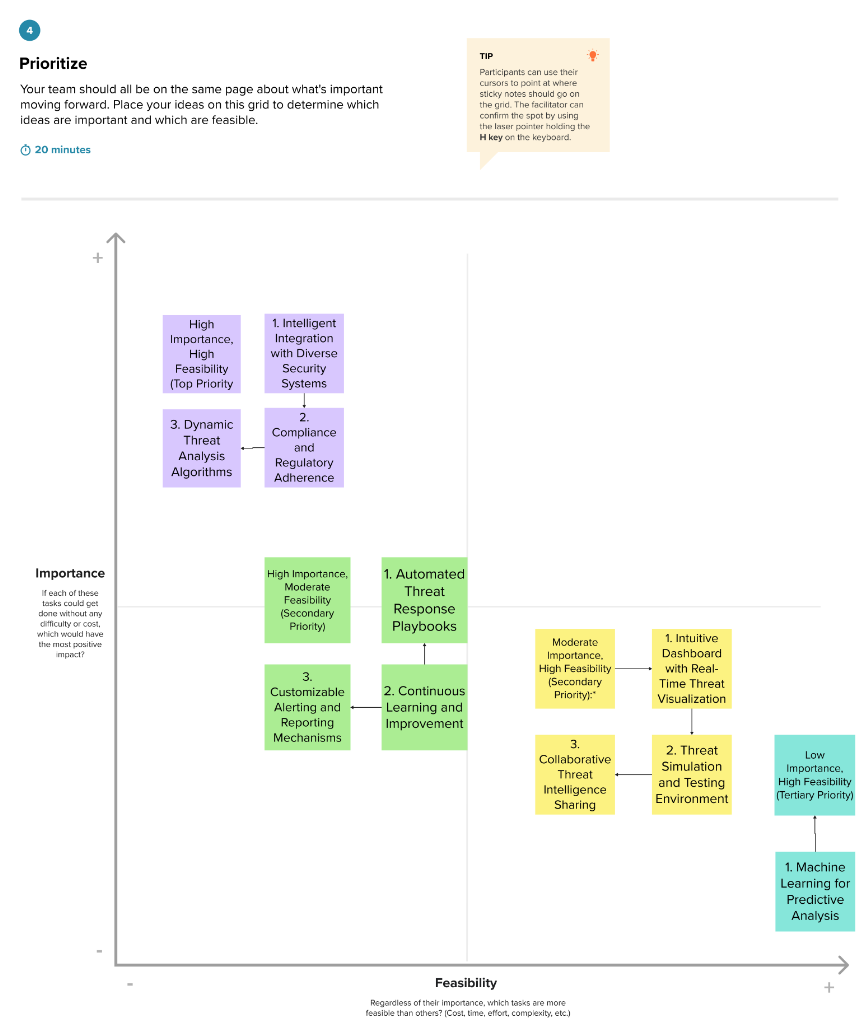 4
Prioritize
Your team should all be on the same page about what's important
moving forward. Place your ideas on this grid to determine which
ideas are important and which are feasible.
20 minutes
TIP
Participants can use their
cursors to point at where
sticky notes should go on
the grid. The facilitator can
confirm the spot by using
the laser pointer holding the
H key on the keyboard.
+
High
Importance,
High
Feasibility
(Top Priority
1. Intelligent
Integration
with Diverse
Security
Systems
3. Dynamic
Threat
Analysis
Algorithms
2.
Compliance
and
Regulatory
Adherence
Importance
If each of these
tasks could get
done without any
difficulty or cost,
which would have
the most positive
impact?
High Importance,
Moderate
Feasibility
(Secondary
Priority)
1. Automated
Threat
Response
Playbooks
3.
Customizable
Alerting and
Reporting
Mechanisms
2. Continuous
Learning and
Improvement
Moderate
Importance,
High Feasibility
(Secondary
Priority):*
1. Intuitive
Dashboard
with Real-
Time Threat
Visualization
3.
Collaborative
Threat
Intelligence
Sharing
2. Threat
Simulation
and Testing
Environment
Low
Importance,
High Feasibility
(Tertiary Priority)
1. Machine
Learning for
Predictive
Analysis
-
-
Feasibility
+
Regardless of their importance, which tasks are more
feasible than others? (Cost, time, effort, complexity, etc.)